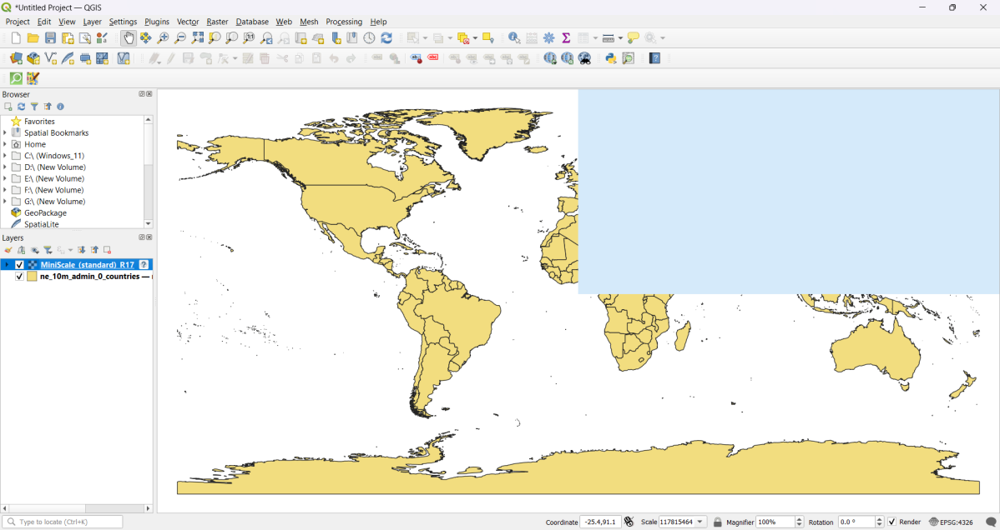 *Untitled Project — QGIS
Project Edit View Layer Settings Plugins Vector Raster Database Web Mesh Processing Help
Browser
Favorites
Spatial Bookmarks
Home
C:\ (Windows_11)
D:\ (New Volume)
E:\ (New Volume)
F:\ (New Volume)
G:\ (New Volume)
GeoPackage
SpatiaLite
Layers
MiniScale_(standard)_R17 ?
ne_10m_admin_0_countries —
Type to locate (Ctrl+K)
Coordinate -25.4,91.1 Scale 117815464 Magnifier 100% Rotation 0.0 ° Render EPSG:4326